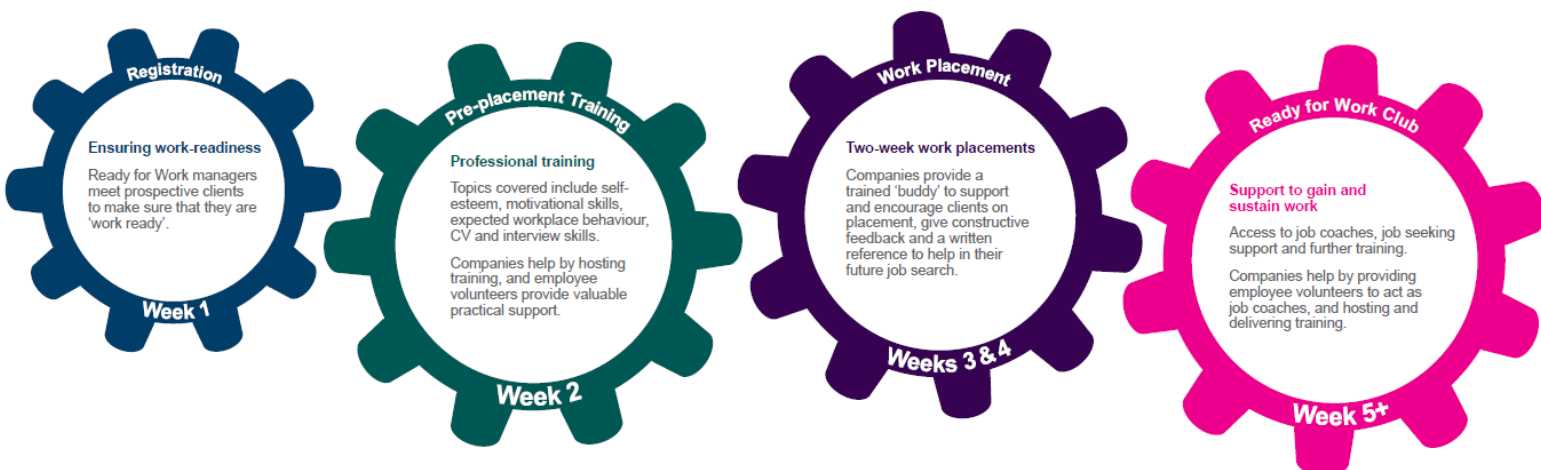 Registration
Ensuring work-readiness
Ready for Work managers
meet prospective clients
to make sure that they are
‘work ready’.
Week 1
Pre-placement Training
Professional training
Topics covered include self-
esteem, motivational skills,
expected workplace behaviour,
CV and interview skills.
Companies help by hosting
training, and employee
volunteers provide valuable
practical support.
Week 2
Work Placement
Two-week work placements
Companies provide a
trained ‘buddy’ to support
and encourage clients on
placement, give constructive
feedback and a written
reference to help in their
future job search.
Weeks 3 & 4
Ready for Work Club
Support to gain and
sustain work
Access to job coaches, job seeking
support and further training.
Companies help by providing
employee volunteers to act as
job coaches, and hosting and
delivering training.
Week 5+